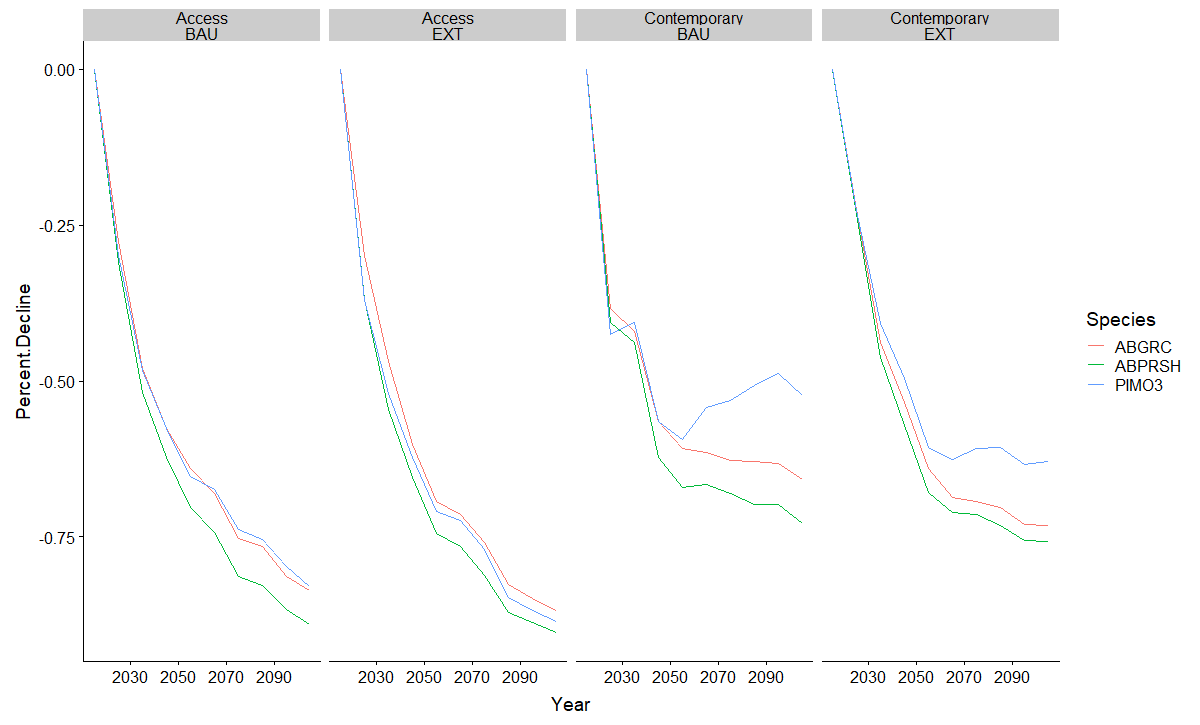 Access
BAU
Access
EXT
Contemporary
BAU
Contemporary
EXT
0.00
-0.25
-0.50
-0.75
Percent.Decline
2030 2050 2070 2090
2030 2050 2070 2090
2030 2050 2070 2090
2030 2050 2070 2090
Year
Species
ABGRC
ABPRSH
PIMO3